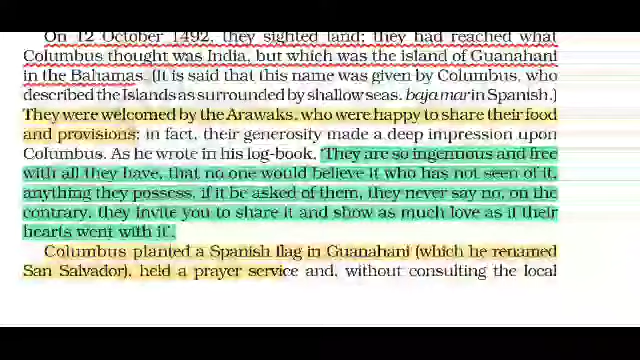 On 12 October 1492, they sighted land; they had reached what
Columbus thought was India, but which was the island of Guanahani
in the Bahamas. (It is said that this name was given by Columbus, who
described the Islands as surrounded by shallow seas, baja mar in Spanish.)
They were welcomed by the Arawaks, who were happy to share their food
and provisions; in fact, their generosity made a deep impression upon
Columbus. As he wrote in his log-book, 'They are so ingenuous and free
with all they have, that no one would believe it who has not seen of it,
anything they possess, if it be asked of them, they never say no, on the
contrary, they invite you to share it and show as much love as if their
hearts went with it'.
Columbus planted a Spanish flag in Guanahani (which he renamed
San Salvador), held a prayer service and, without consulting the local